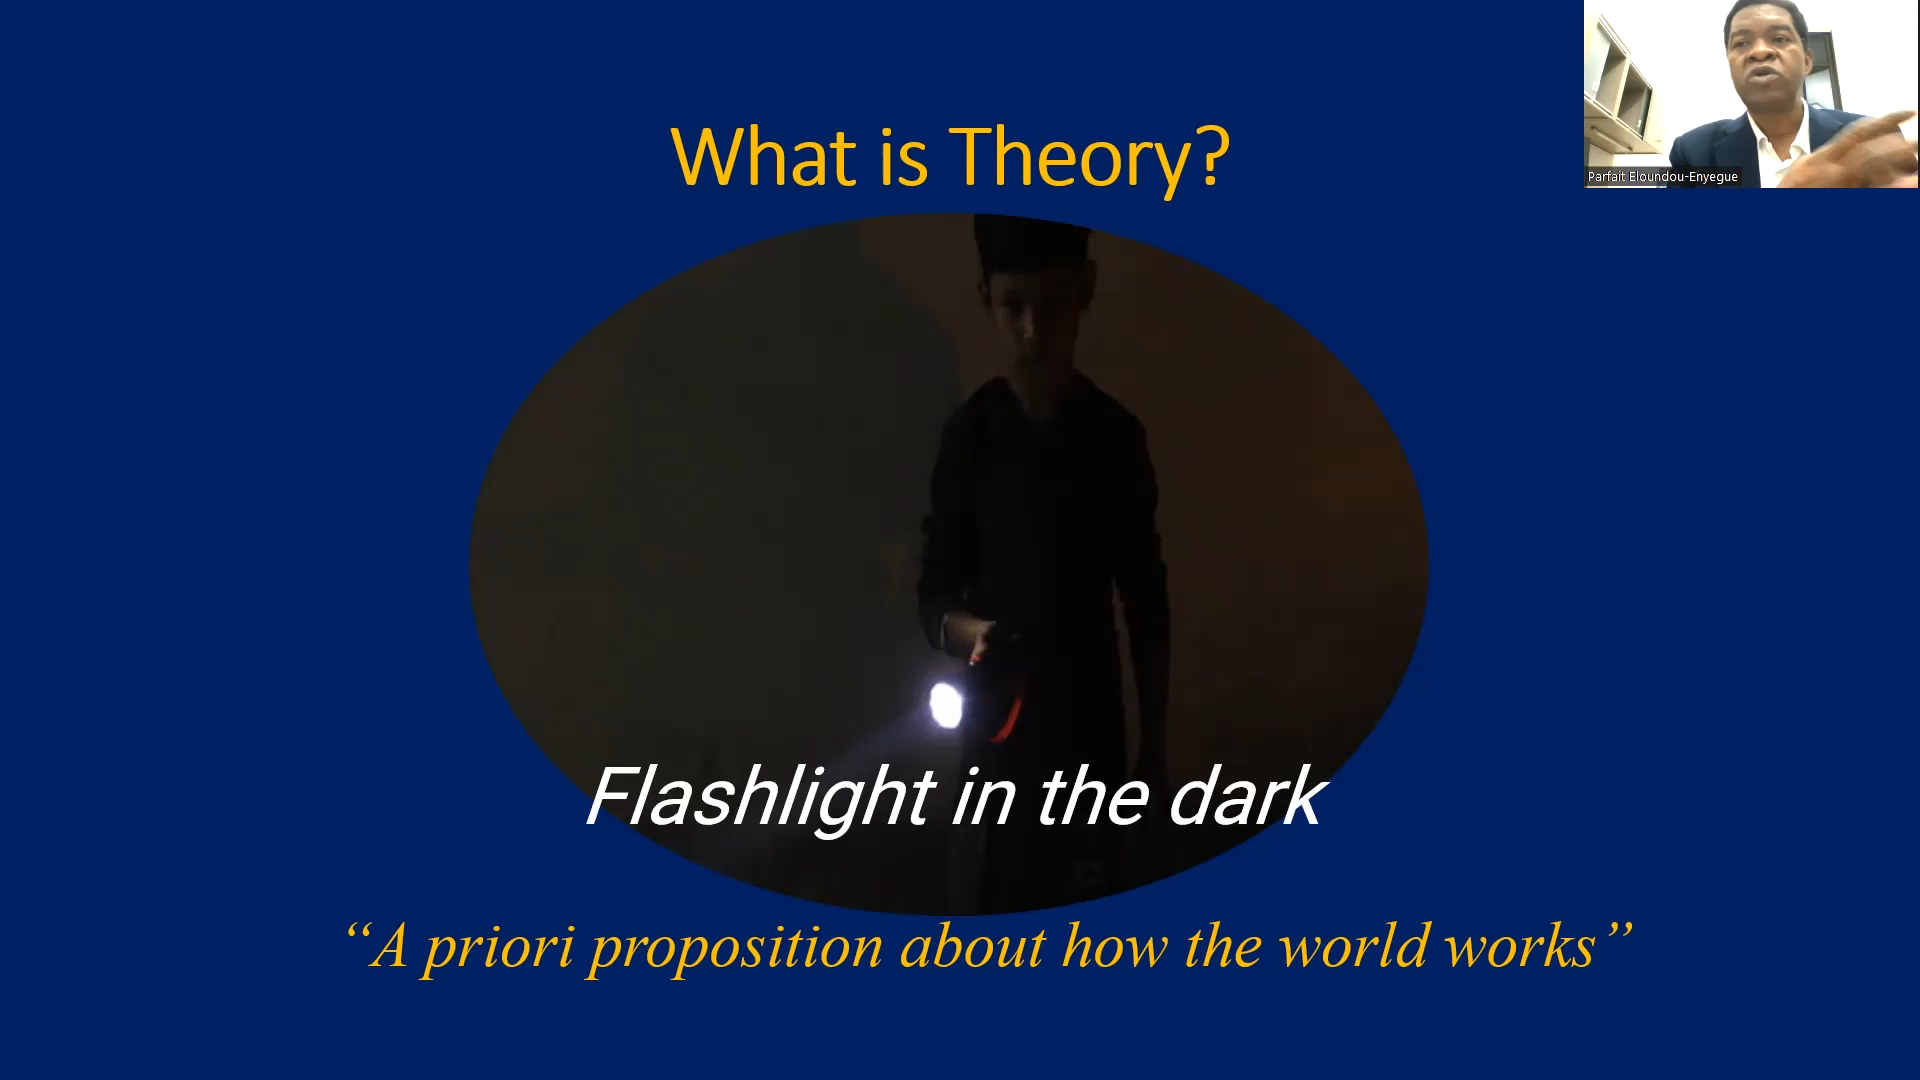 What is Theory?
Parfait Eloundou-Enyegue
Flashlight in the dark
“A priori proposition about how the world works”